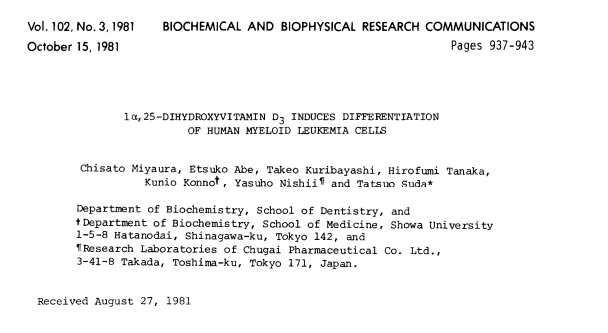 Vol. 102, No. 3, 1981 BIOCHEMICAL AND BIOPHYSICAL RESEARCH COMMUNICATIONS
October 15, 1981 Pages 937-943
1α,25-DIHYDROXYVITAMIN D₃ INDUCES DIFFERENTIATION
OF HUMAN MYELOID LEUKEMIA CELLS
Chisato Miyaura, Etsuko Abe, Takeo Kuribayashi, Hirofumi Tanaka,
Kunio Konno†, Yasuho Nishii¶ and Tatsuo Suda*
Department of Biochemistry, School of Dentistry, and
†Department of Biochemistry, School of Medicine, Showa University
1-5-8 Hatanodai, Shinagawa-ku, Tokyo 142, and
¶Research Laboratories of Chugai Pharmaceutical Co. Ltd.,
3-41-8 Takada, Toshima-ku, Tokyo 171, Japan.
Received August 27, 1981